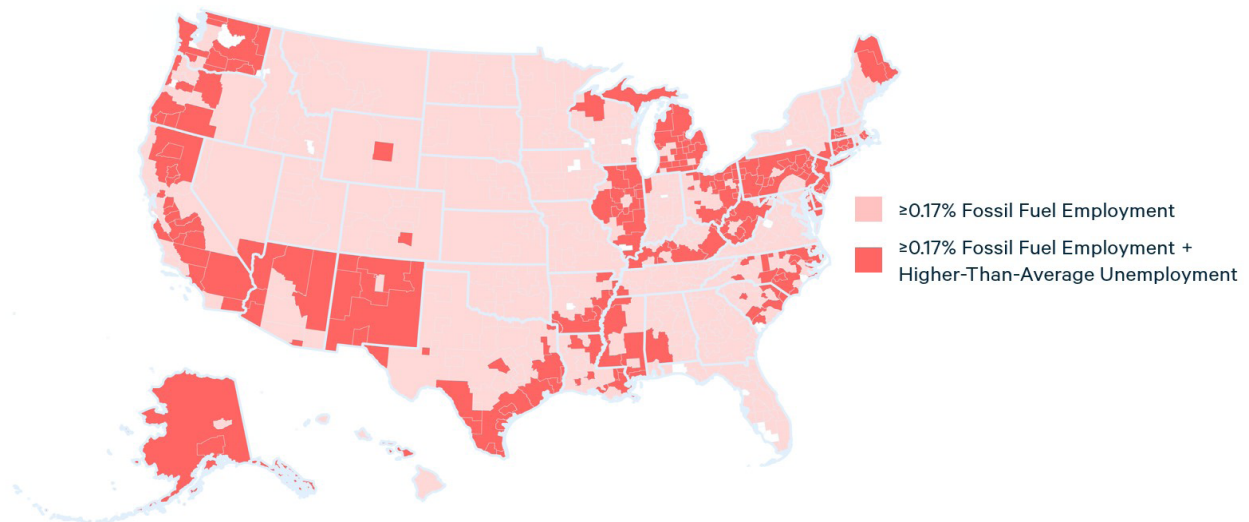 ≥0.17% Fossil Fuel Employment
≥0.17% Fossil Fuel Employment +
Higher-Than-Average Unemployment